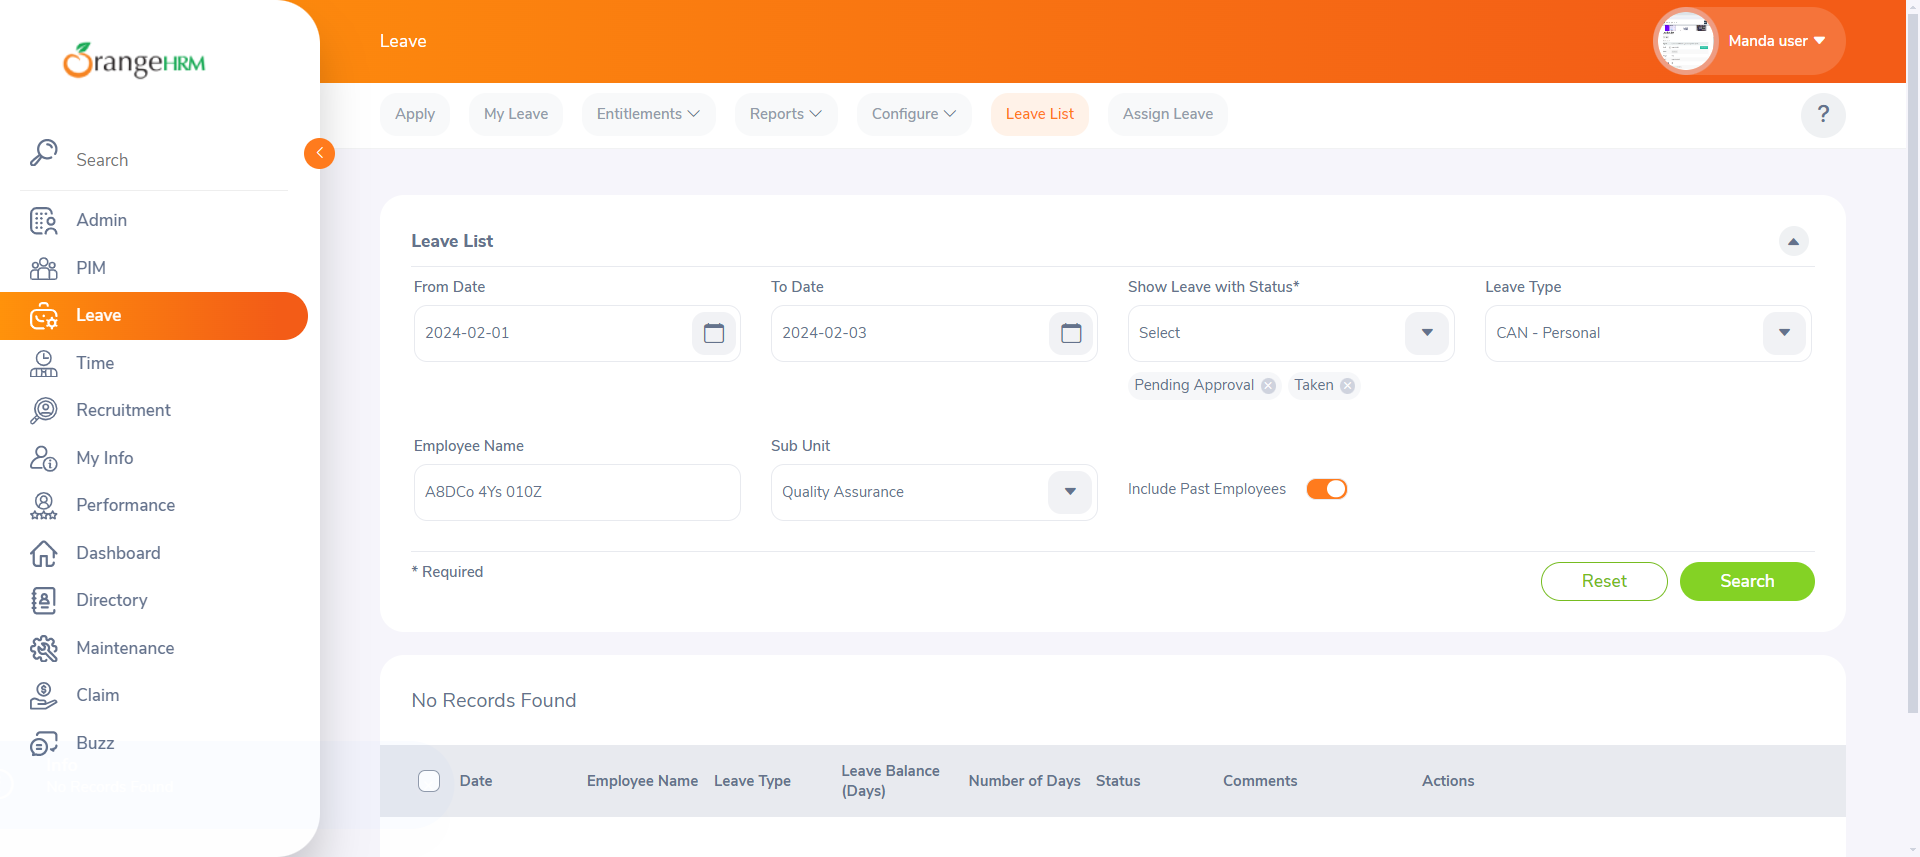 OrangeHRM
Leave
Manda user
Apply
My Leave
Entitlements
Reports
Configure
Leave List
Assign Leave
?
Search
Admin
PIM
Leave
Time
Recruitment
My Info
Performance
Dashboard
Directory
Maintenance
Claim
Buzz
Leave List
From Date
To Date
Show Leave with Status*
Leave Type
2024-02-01
2024-02-03
Select
CAN - Personal
Pending Approval
Taken
Employee Name
Sub Unit
A8DCo 4Ys 010Z
Quality Assurance
Include Past Employees
* Required
Reset
Search
No Records Found
Date
Employee Name
Leave Type
Leave Balance
(Days)
Number of Days
Status
Comments
Actions